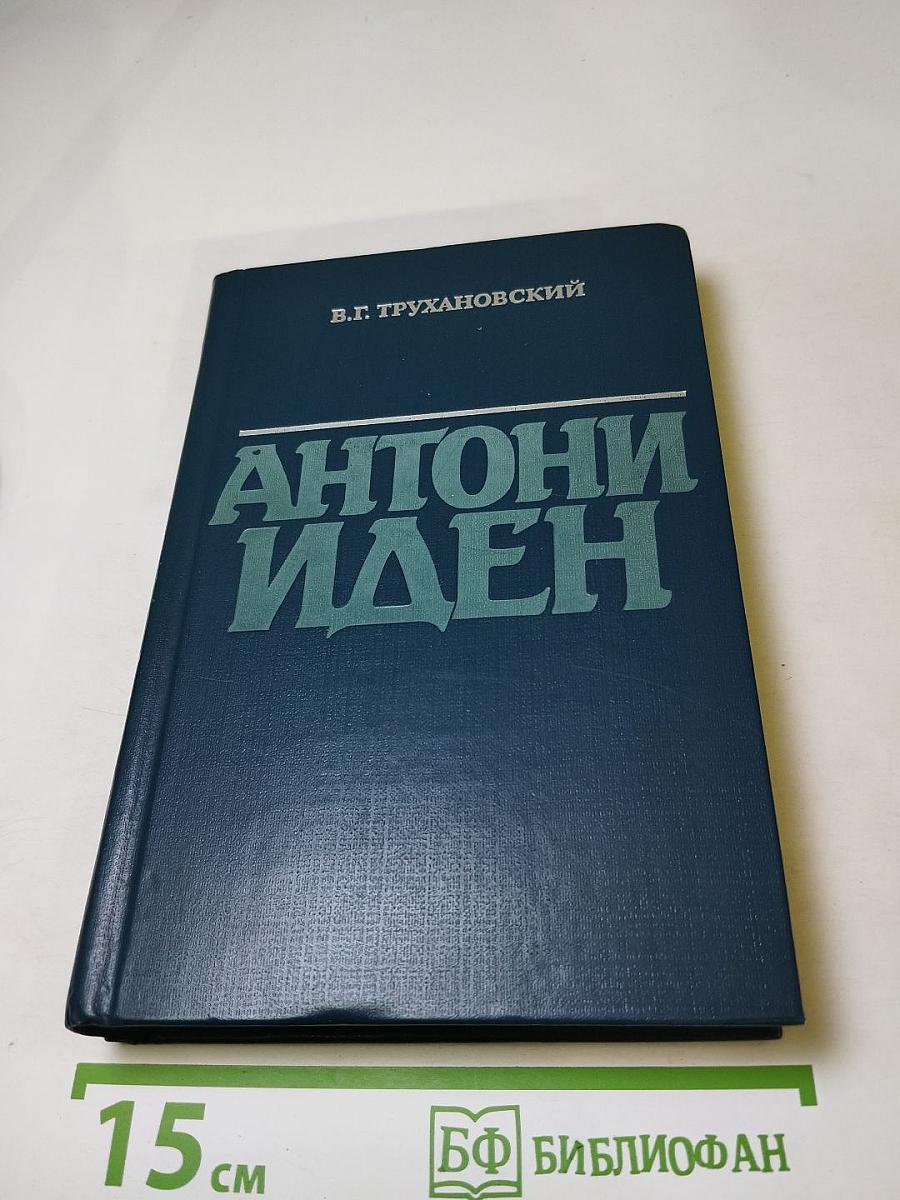 В.Г. ТРУХАНОВСКИЙ
АНТОНИ
ИДЕН
15 см
БФ БИБЛИОФАН